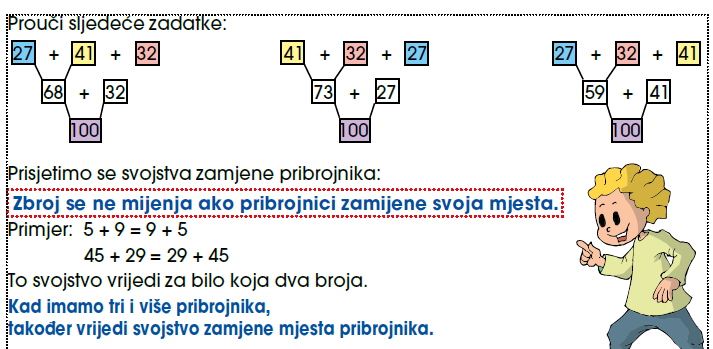 Prouči sljedeće zadatke:
27 + 41 + 32 41 + 32 + 27 27 + 32 + 41
68 + 32 73 + 27 59 + 41
100 100 100
Prisjetimo se svojstva zamjene pribrojnika:
Zbroj se ne mijenja ako pribrojnici zamijene svoja mjesta.
Primjer: 5 + 9 = 9 + 5
45 + 29 = 29 + 45
To svojstvo vrijedi za bilo koja dva broja.
Kad imamo tri i više pribrojnika,
također vrijedi svojstvo zamjene mjesta pribrojnika.